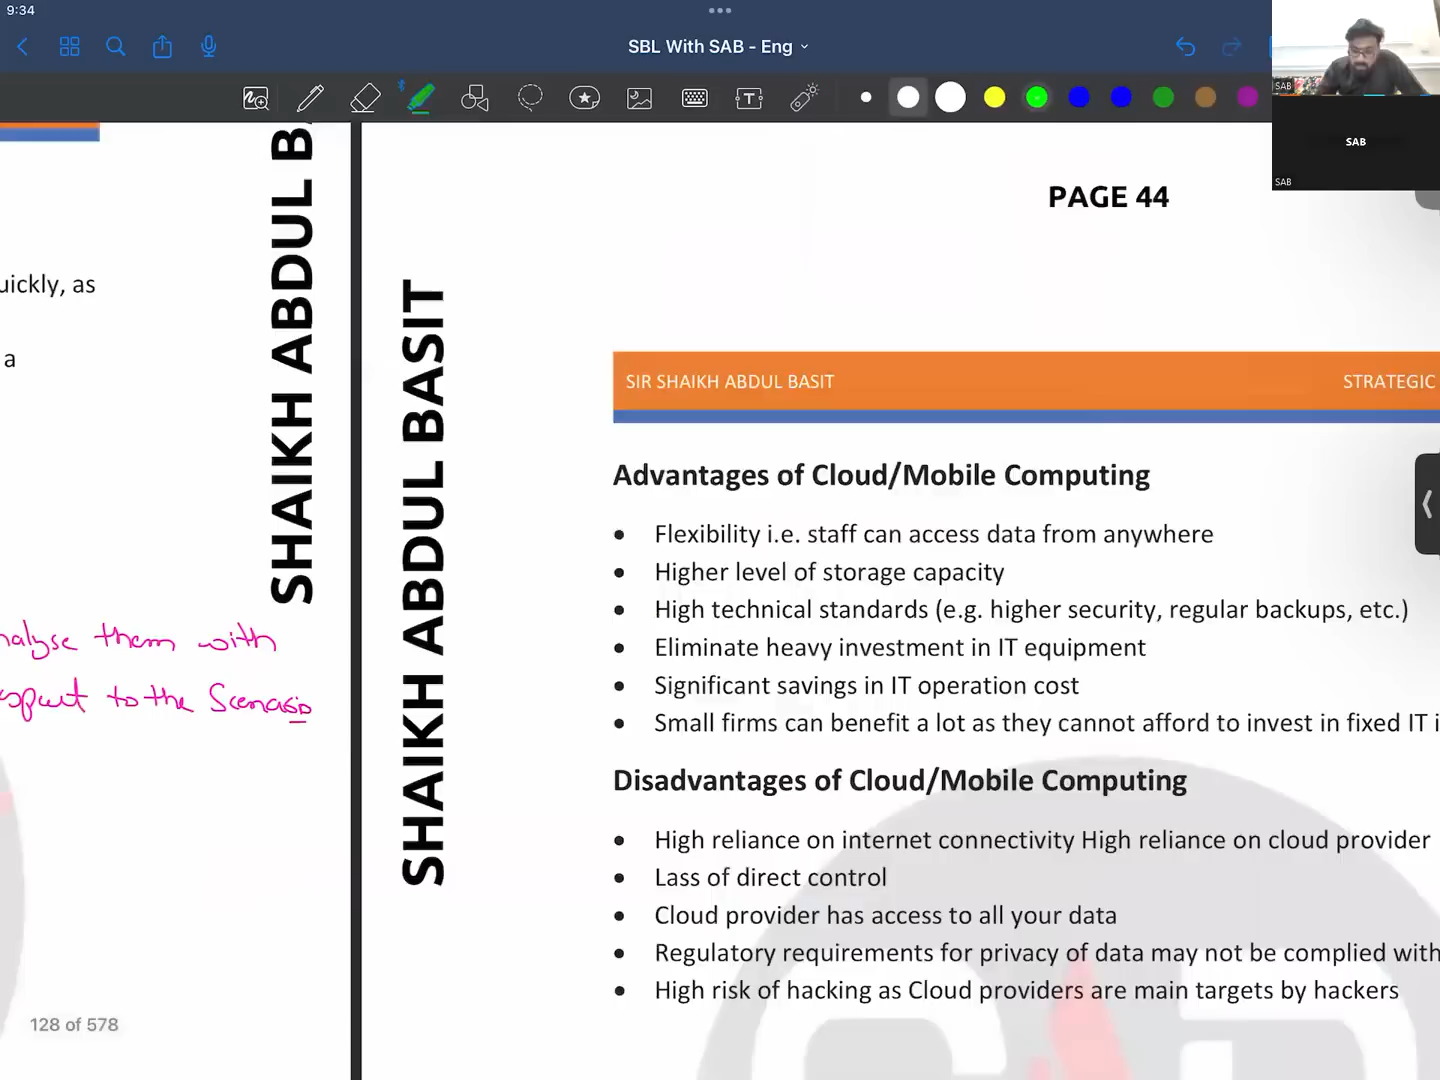 9:34
SBL With SAB - Eng
SAB
SAB
SAB
uickly, as
a
SHAIKH ABDUL B
nalyse them with
to the Scenario
128 of 578
SHAIKH ABDUL BASIT
PAGE 44
SIR SHAIKH ABDUL BASIT STRATEGIC
Advantages of Cloud/Mobile Computing
• Flexibility i.e. staff can access data from anywhere
• Higher level of storage capacity
• High technical standards (e.g. higher security, regular backups, etc.)
• Eliminate heavy investment in IT equipment
• Significant savings in IT operation cost
• Small firms can benefit a lot as they cannot afford to invest in fixed IT i
Disadvantages of Cloud/Mobile Computing
• High reliance on internet connectivity High reliance on cloud provider
• Lass of direct control
• Cloud provider has access to all your data
• Regulatory requirements for privacy of data may not be complied with
• High risk of hacking as Cloud providers are main targets by hackers